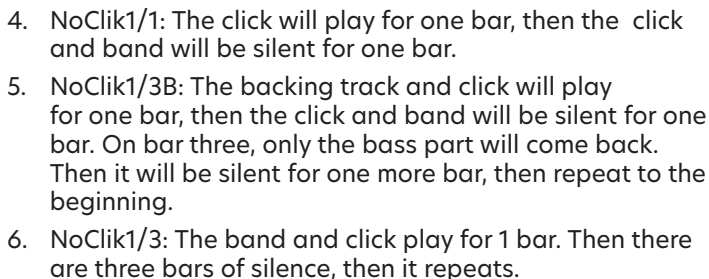 4. NoClik1/1: The click will play for one bar, then the click
and band will be silent for one bar.
5. NoClik1/3B: The backing track and click will play
for one bar, then the click and band will be silent for one
bar. On bar three, only the bass part will come back.
Then it will be silent for one more bar, then repeat to the
beginning.
6. NoClik1/3: The band and click play for 1 bar. Then there
are three bars of silence, then it repeats.